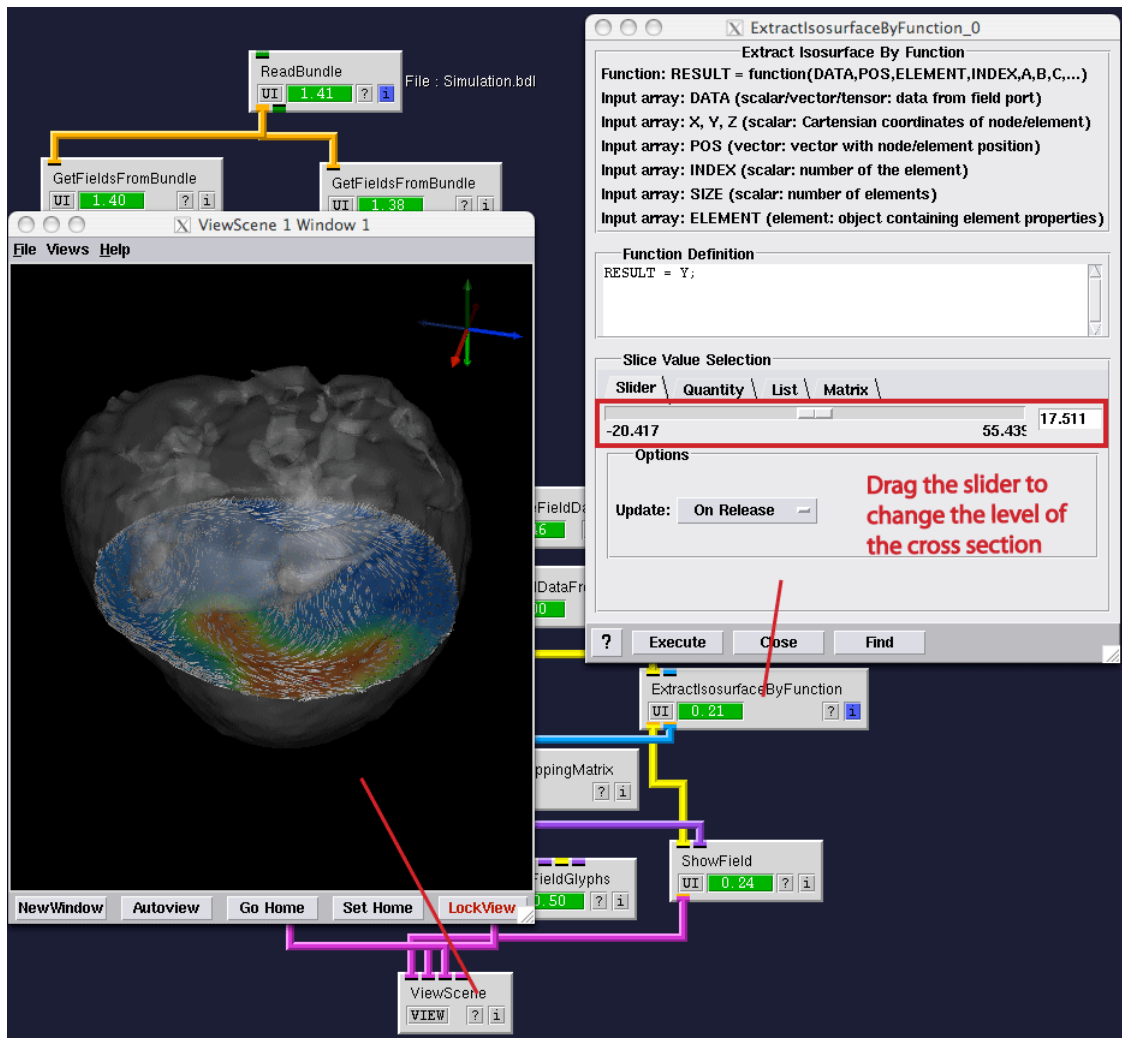 ReadBundle
UI 1.41 ? i
File : Simulation.bdl
GetFieldsFromBundle
UI 1.40 ? i
GetFieldsFromBundle
UI 1.38 ? i
X ViewScene 1 Window 1
File Views Help
NewWindow Autoview Go Home Set Home LockView
X ExtractIsosurfaceByFunction_0
Extract Isosurface By Function
Function: RESULT = function(DATA,POS,ELEMENT,INDEX,A,B,C,...)
Input array: DATA (scalar/vector/tensor: data from field port)
Input array: X, Y, Z (scalar: Cartensian coordinates of node/element)
Input array: POS (vector: vector with node/element position)
Input array: INDEX (scalar: number of the element)
Input array: SIZE (scalar: number of elements)
Input array: ELEMENT (element: object containing element properties)
Function Definition
RESULT = Y;
Slice Value Selection
Slider \ Quantity \ List \ Matrix \
-20.417 55.439 17.511
Options
Update: On Release
Drag the slider to
change the level of
the cross section
? Execute Close Find
eFieldDa
46
lDataFro
00
ExtractIsosurfaceByFunction
UI 0.21 ? i
ppingMatrix
? i
ShowField
UI 0.24 ? i
FieldGlyphs
0.50 ? i
ViewScene
VIEW ? i